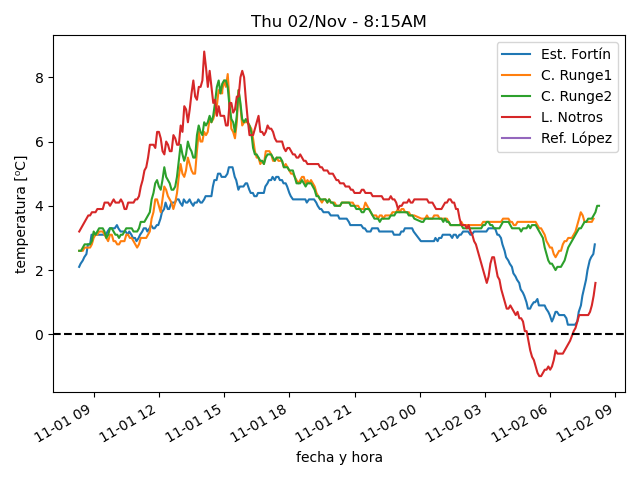 Thu 02/Nov - 8:15AM
temperatura [ºC]
8
6
4
2
0
Est. Fortín
C. Runge1
C. Runge2
L. Notros
Ref. López
11-01 09
11-01 12
11-01 15
11-01 18
11-01 21
11-02 00
11-02 03
11-02 06
11-02 09
fecha y hora